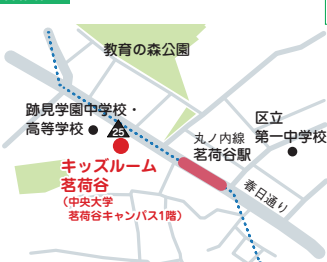 教育の森公園
跡見学園中学校・
高等学校
25
丸ノ内線
茗荷谷駅
区立
第一中学校
キッズルーム
茗荷谷
(中央大学
茗荷谷キャンパス1階)
春日通り